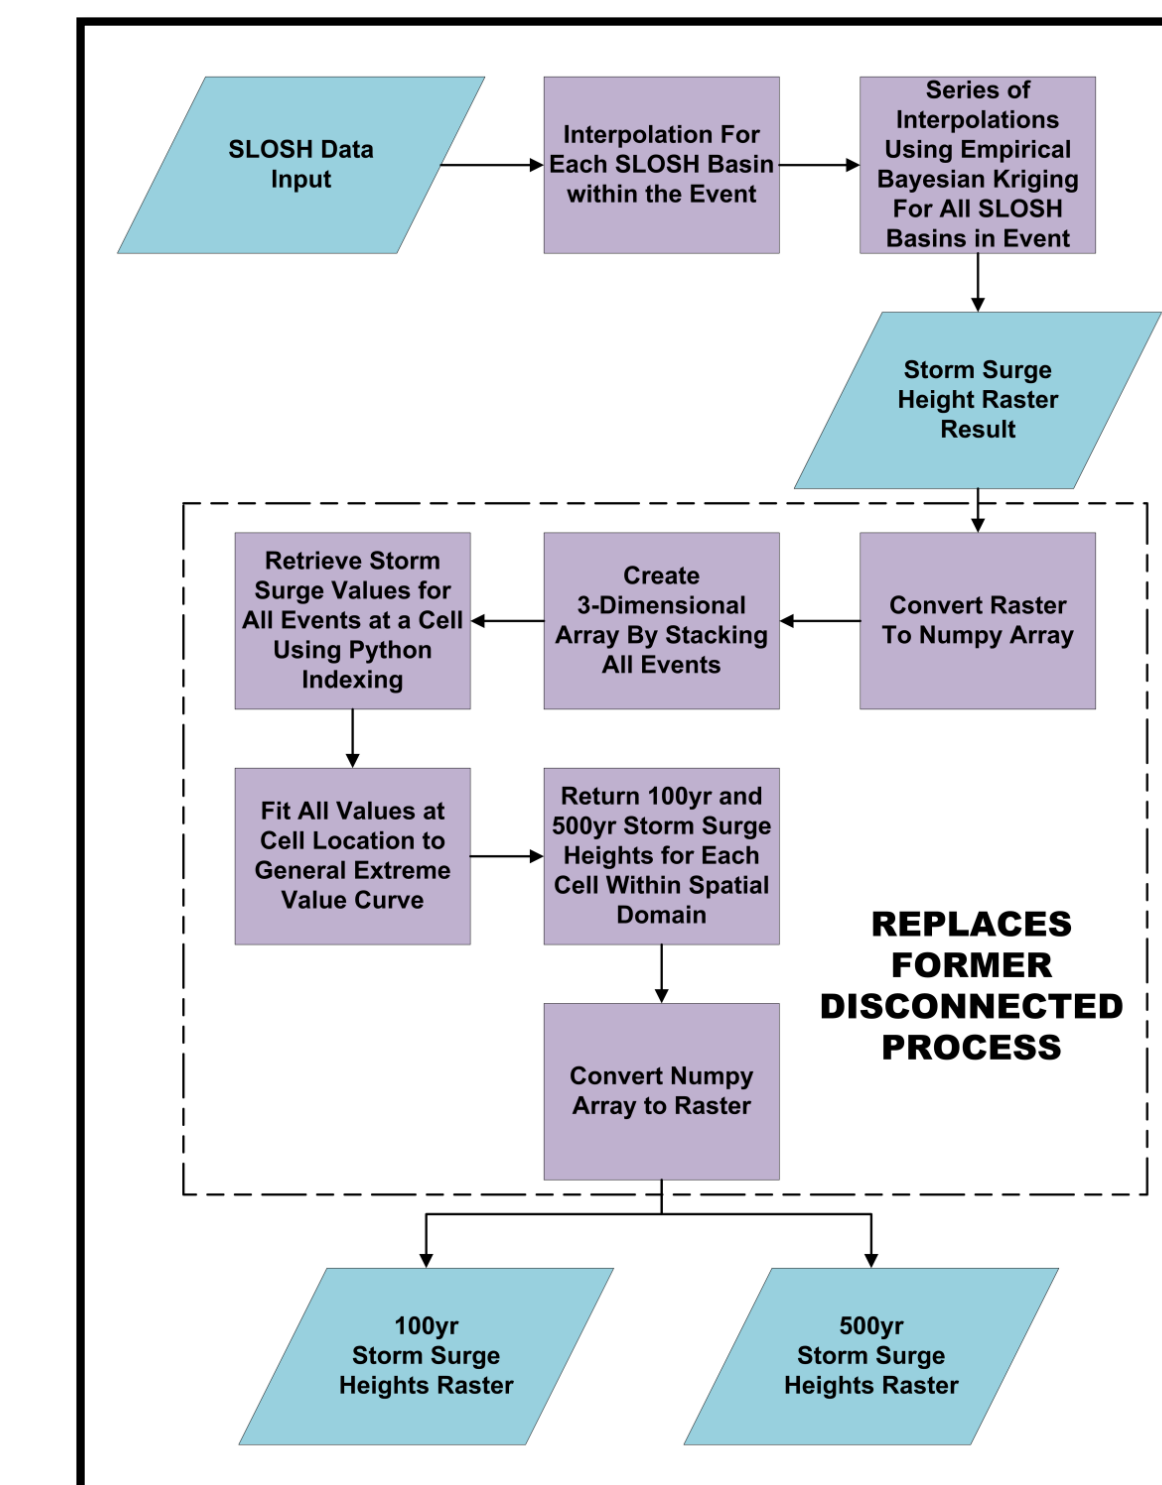 SLOSH Data
Input
Interpolation For
Each SLOSH Basin
within the Event
Series of
Interpolations
Using Empirical
Bayesian Kriging
For All SLOSH
Basins in Event
Storm Surge
Height Raster
Result
Convert Raster
To Numpy Array
Create
3-Dimensional
Array By Stacking
All Events
Retrieve Storm
Surge Values for
All Events at a Cell
Using Python
Indexing
Fit All Values at
Cell Location to
General Extreme
Value Curve
Return 100yr and
500yr Storm Surge
Heights for Each
Cell Within Spatial
Domain
REPLACES
FORMER
DISCONNECTED
PROCESS
Convert Numpy
Array to Raster
100yr
Storm Surge
Heights Raster
500yr
Storm Surge
Heights Raster